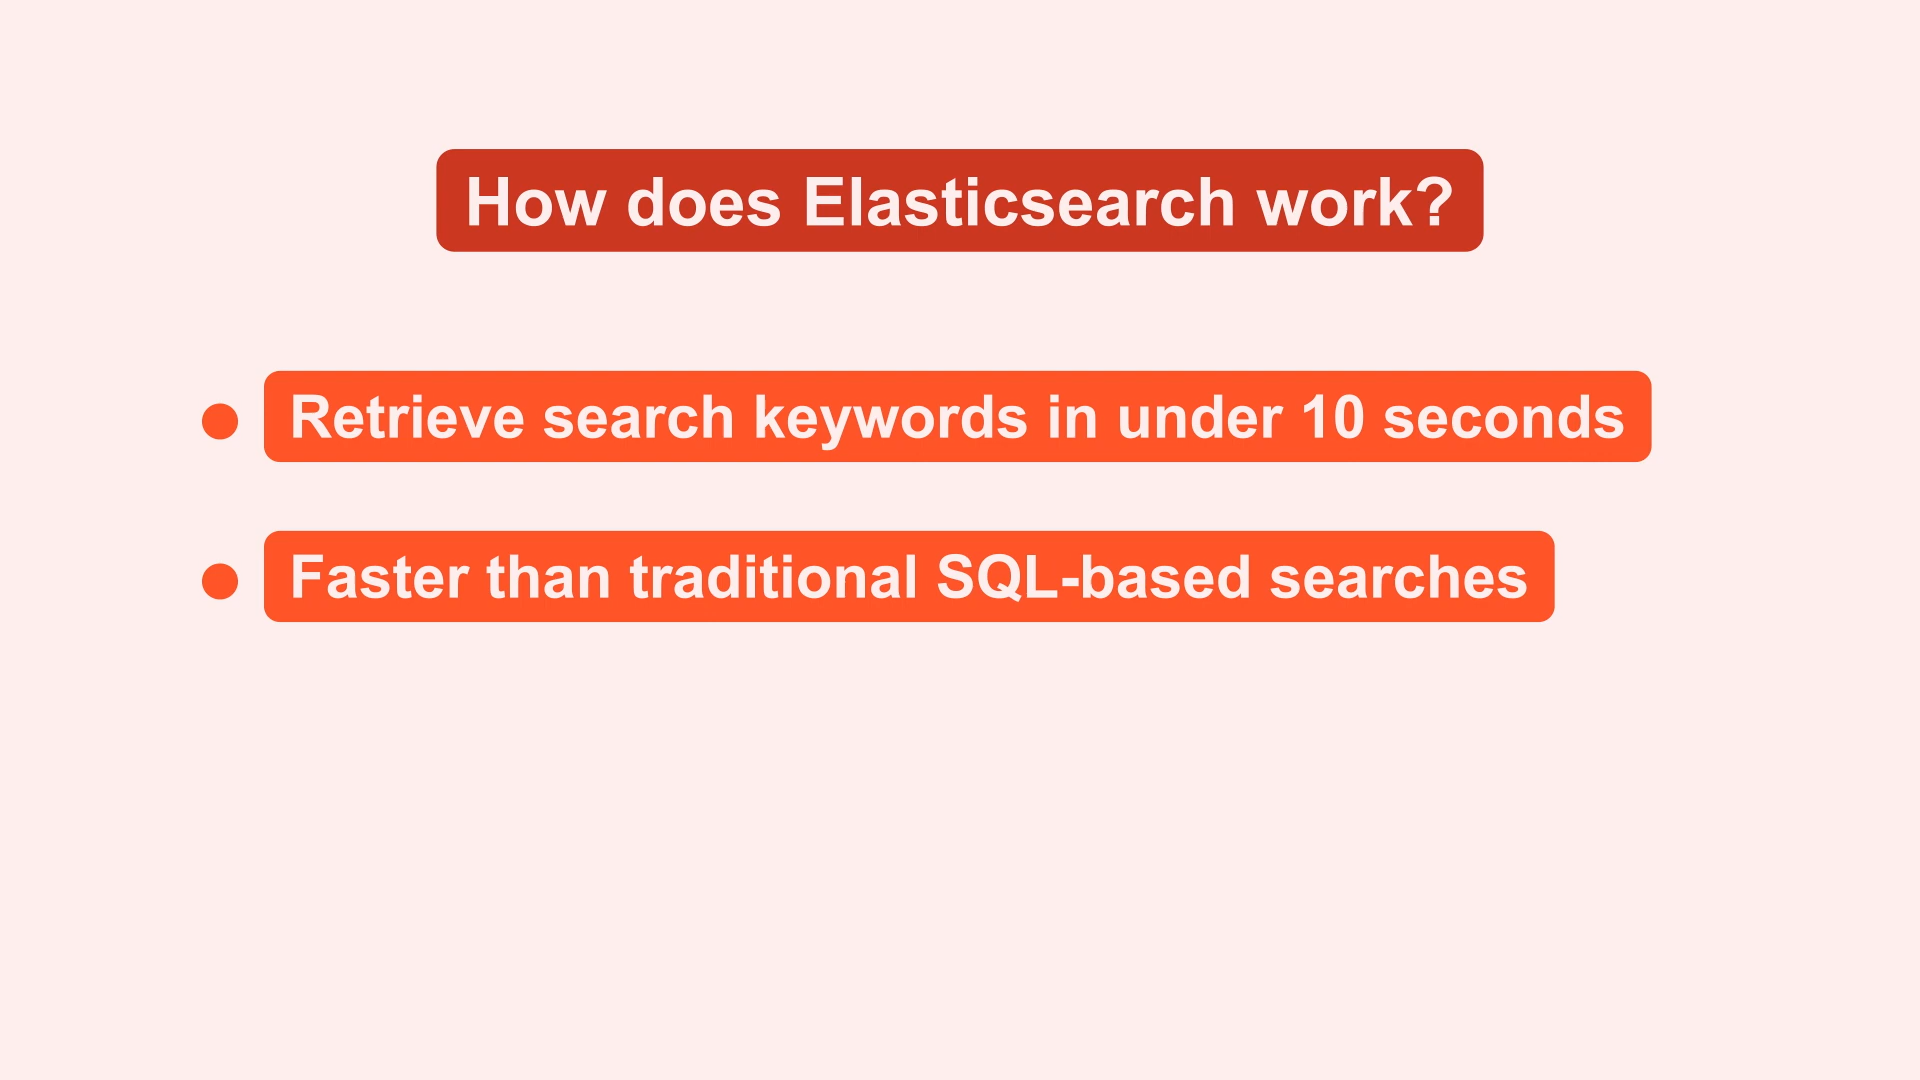 How does Elasticsearch work?
Retrieve search keywords in under 10 seconds
Faster than traditional SQL-based searches